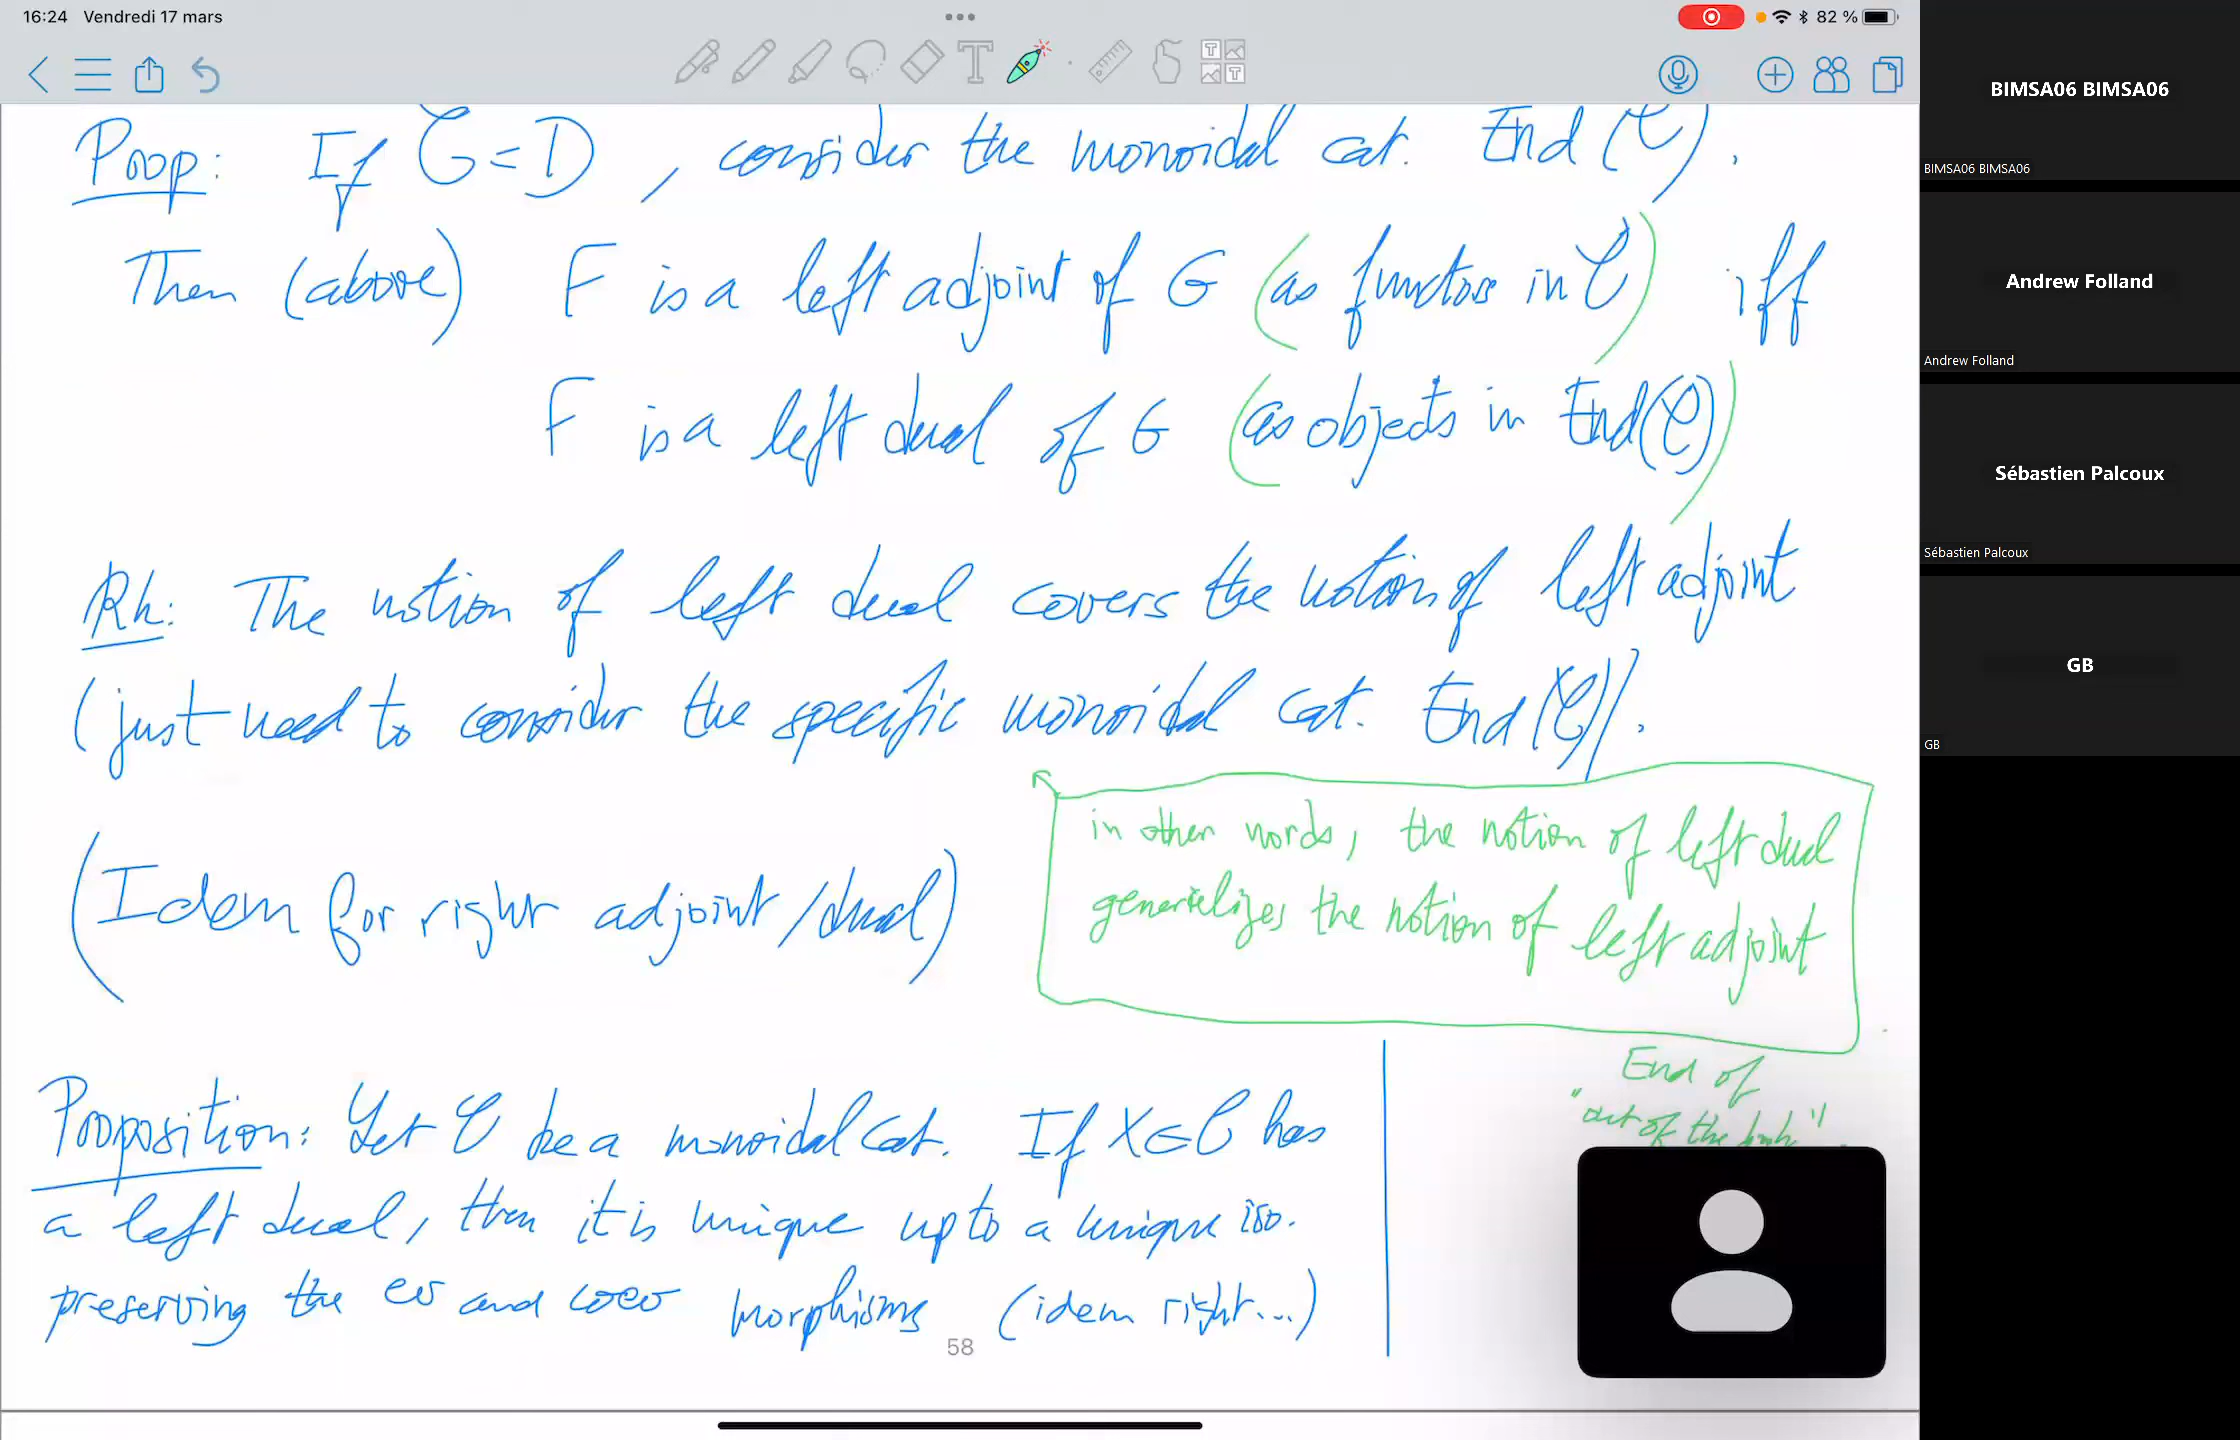 16:24 Vendredi 17 mars
82 %
Prop: If C = D, consider the monoidal cat. End(C).
Then (above) F is a left adjoint of G (as functors in C) iff
F is a left dual of G (as objects in End(C))
Rk: The notion of left dual covers the notion of left adjoint
(just need to consider the specific monoidal cat. End(C)).
in other words, the notion of left dual
generalizes the notion of left adjoint
(Idem for right adjoint/dual)
End of
"out of the book"
Proposition: Let C be a monoidal cat. If X ∈ C has
a left dual, then it is unique up to a unique iso.
preserving the ev and coev morphisms (idem right...)
58
BIMSA06 BIMSA06
BIMSA06 BIMSA06
Andrew Folland
Andrew Folland
Sébastien Palcoux
Sébastien Palcoux
GB
GB